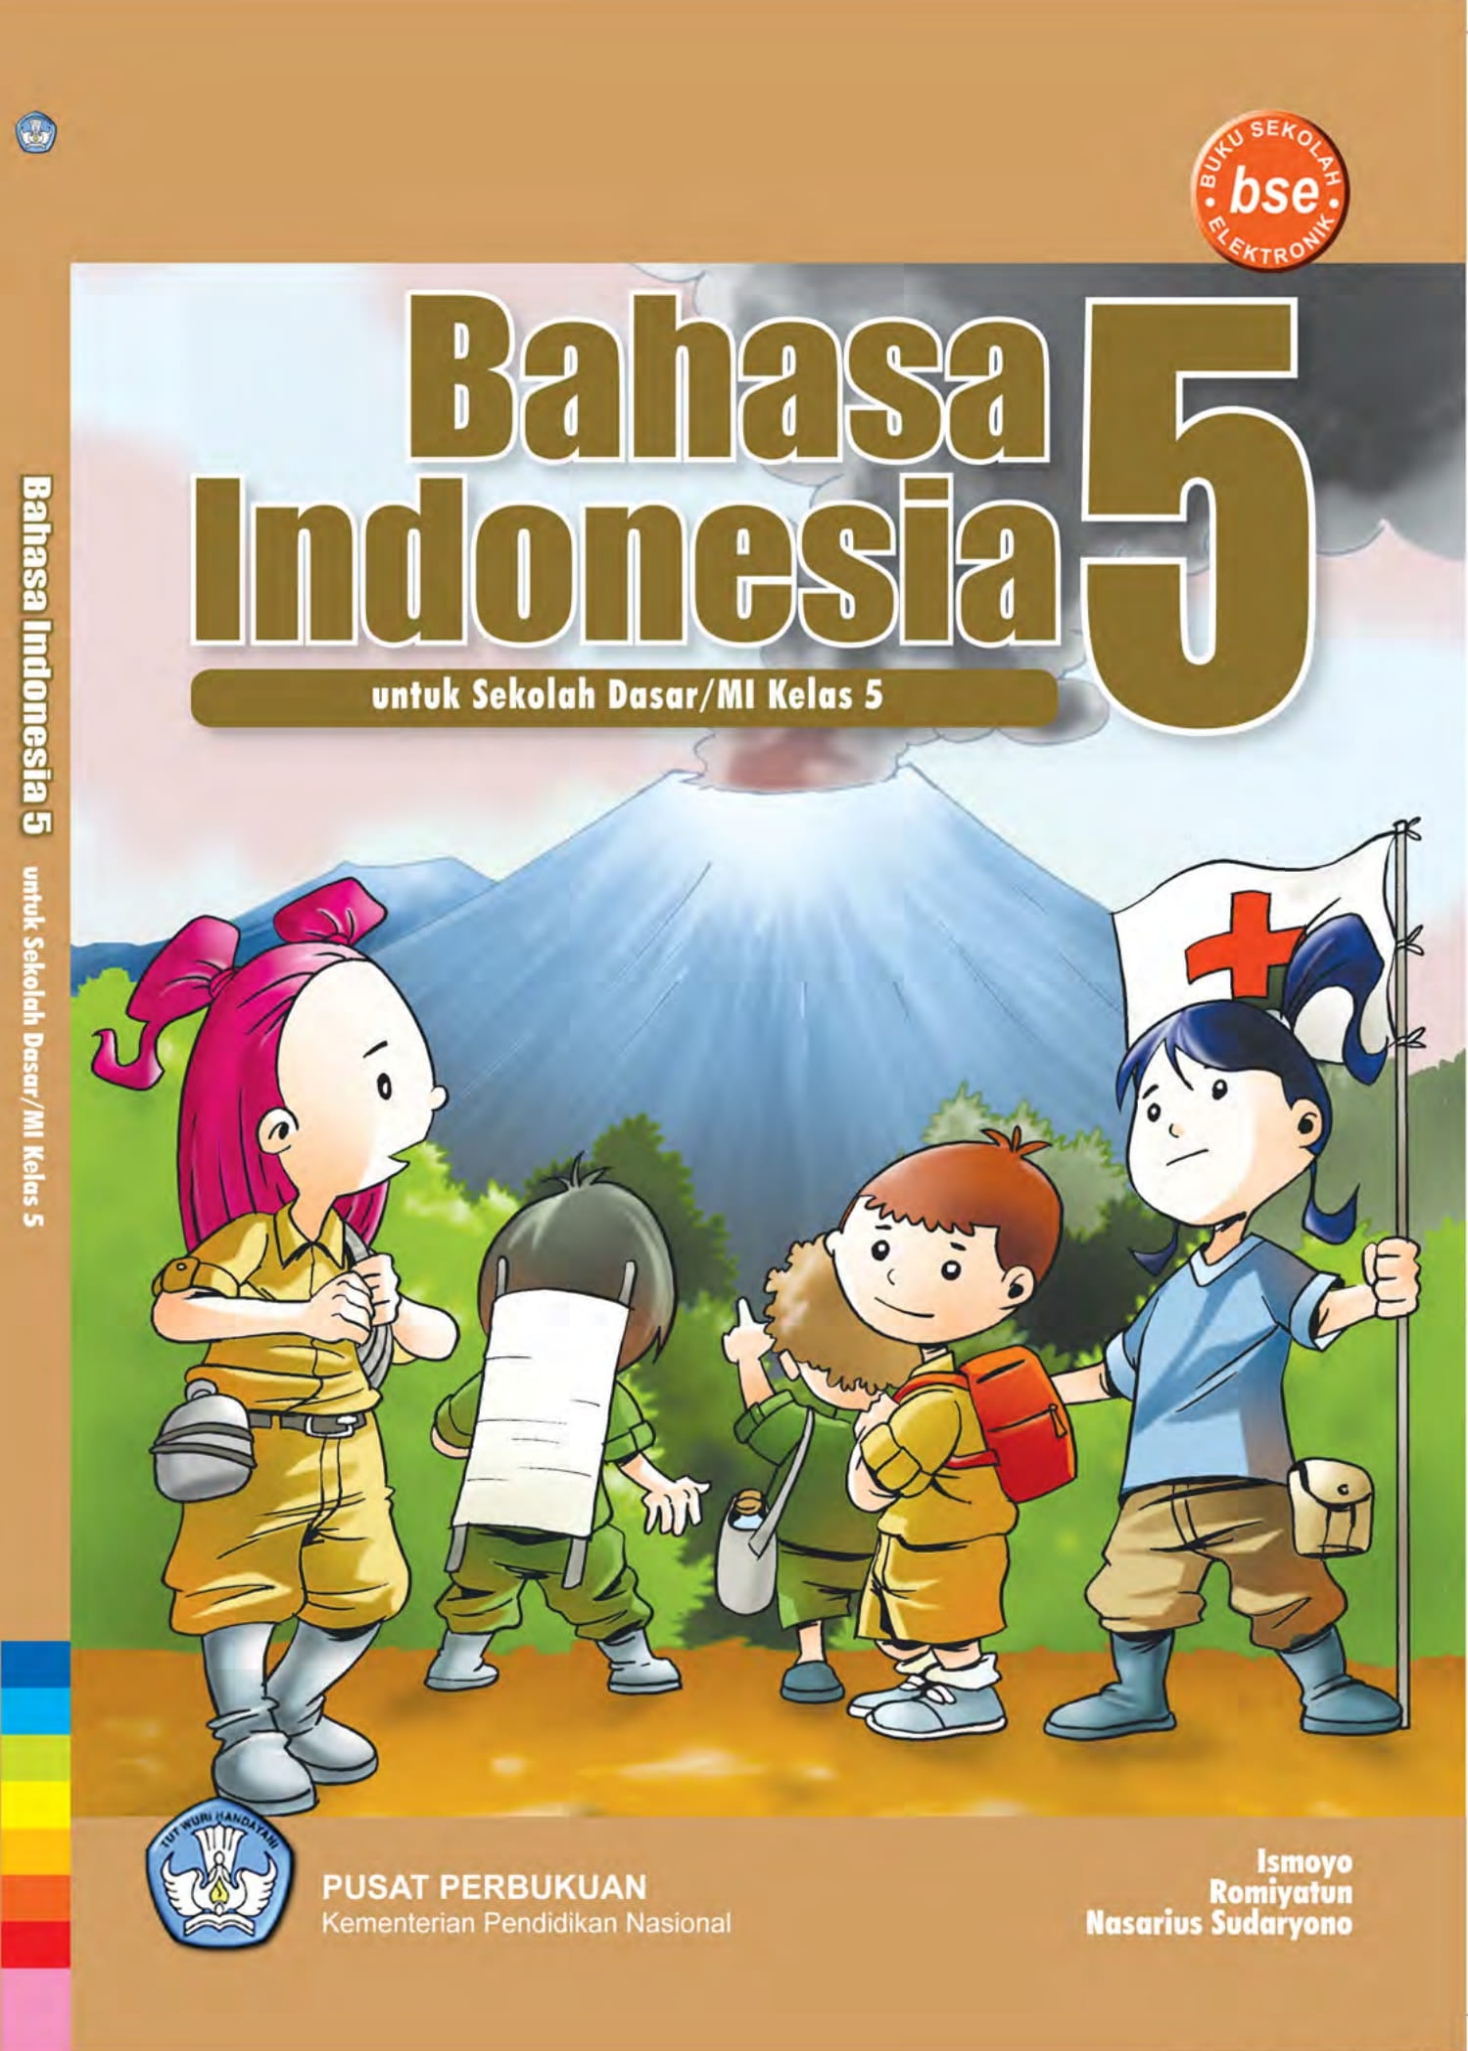 BUKU SEKOLAH
bse
ELEKTRONIK
Bahasa
Indonesia
5
untuk Sekolah Dasar/MI Kelas 5
Bahasa Indonesia 5 untuk Sekolah Dasar/MI Kelas 5
TUT WURI HANDAYANI
PUSAT PERBUKUAN
Kementerian Pendidikan Nasional
Ismoyo
Romiyatun
Nasarius Sudaryono